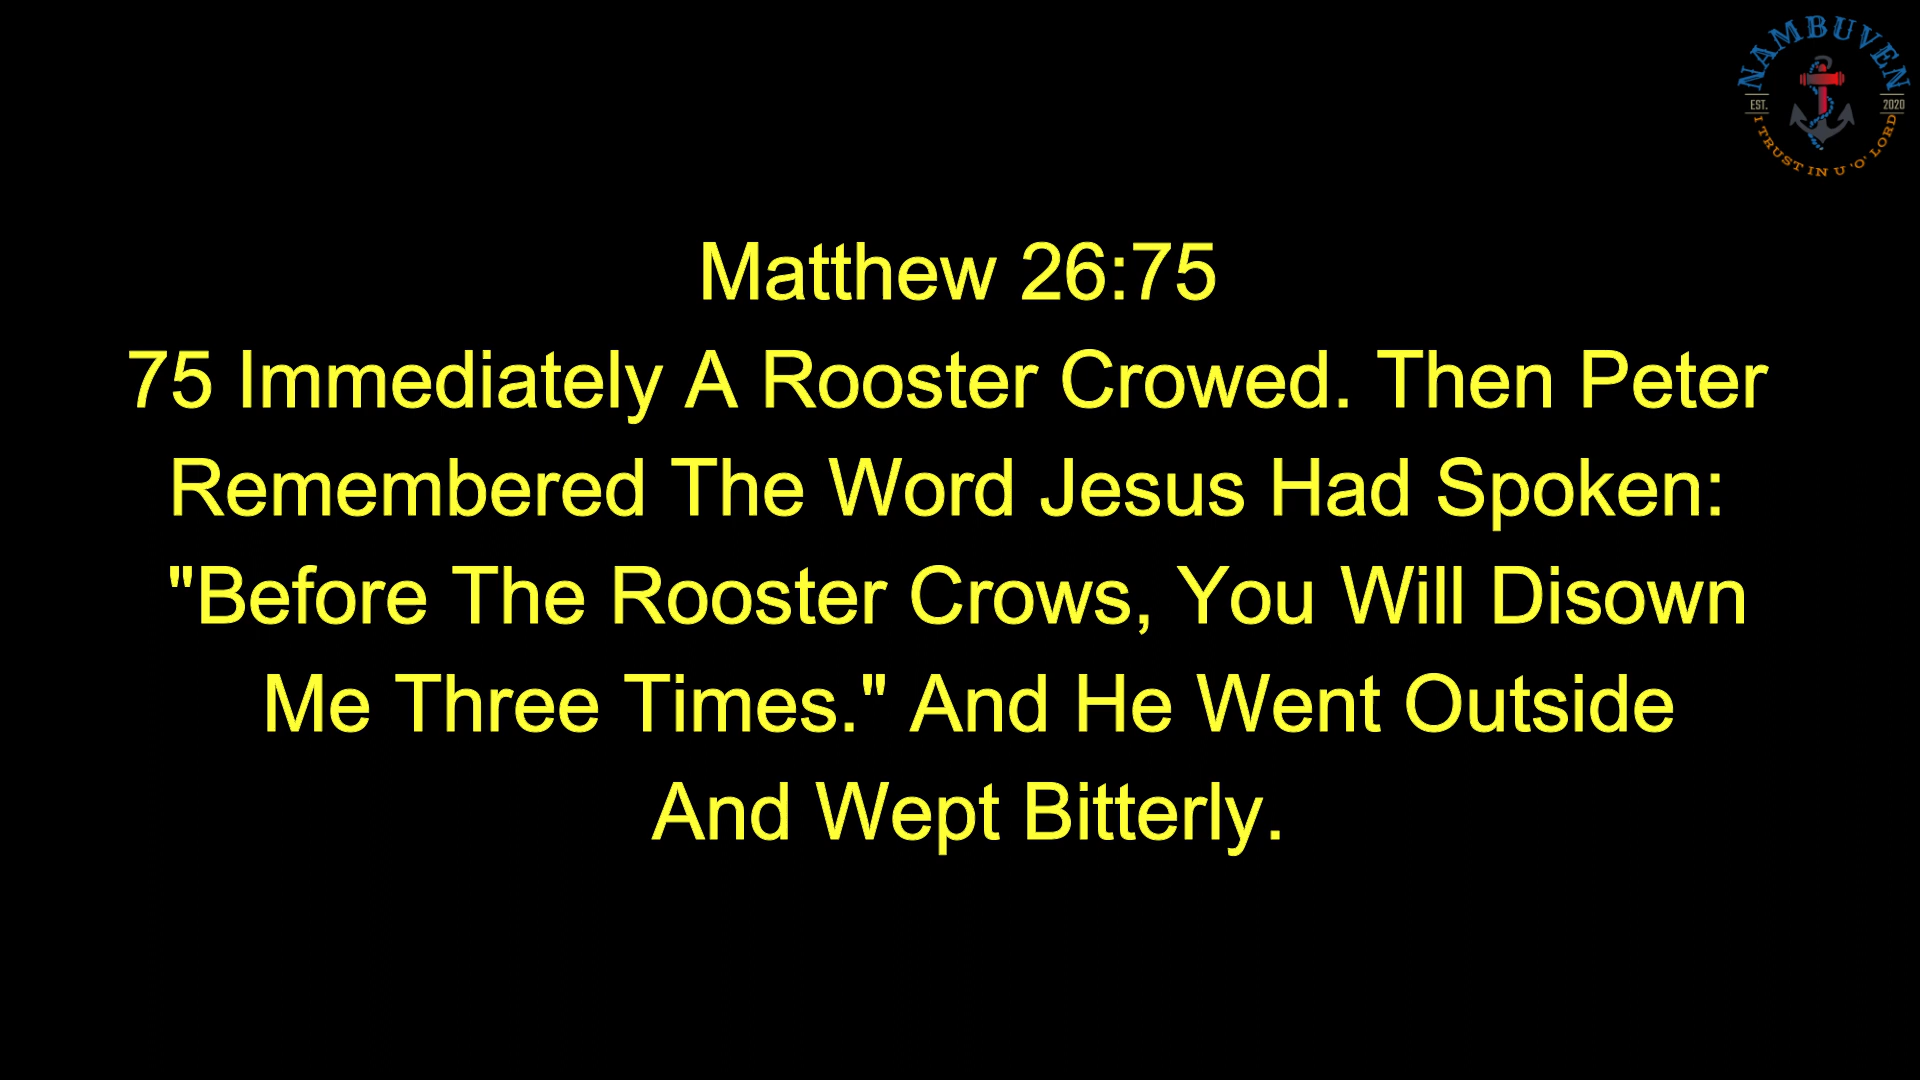 NAMBUVEN
EST. 2020
I TRUST IN U 'O' LORD
Matthew 26:75
75 Immediately A Rooster Crowed. Then Peter
Remembered The Word Jesus Had Spoken:
"Before The Rooster Crows, You Will Disown
Me Three Times." And He Went Outside
And Wept Bitterly.